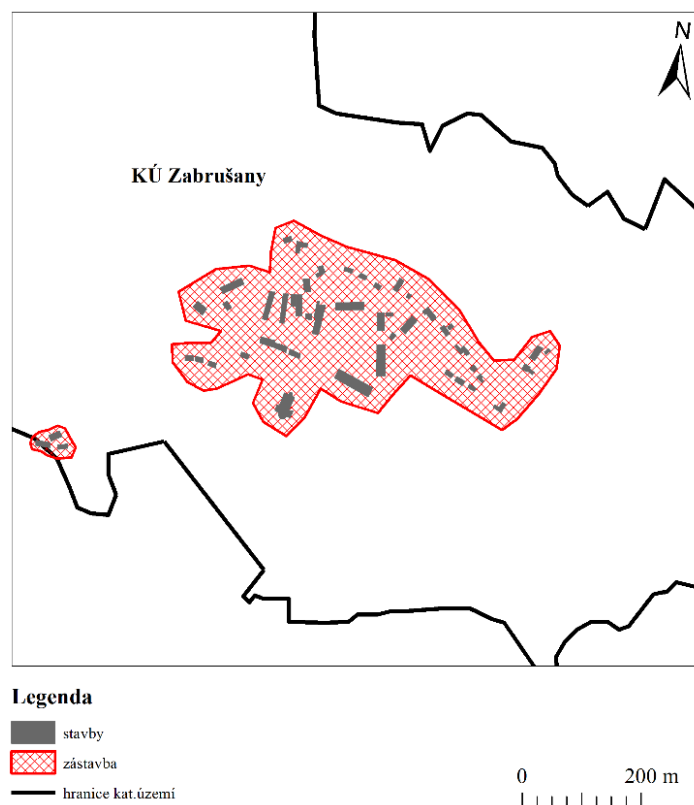 N
KÚ Zabrušany
Legenda
stavby
zástavba
hranice kat.území
0 200 m